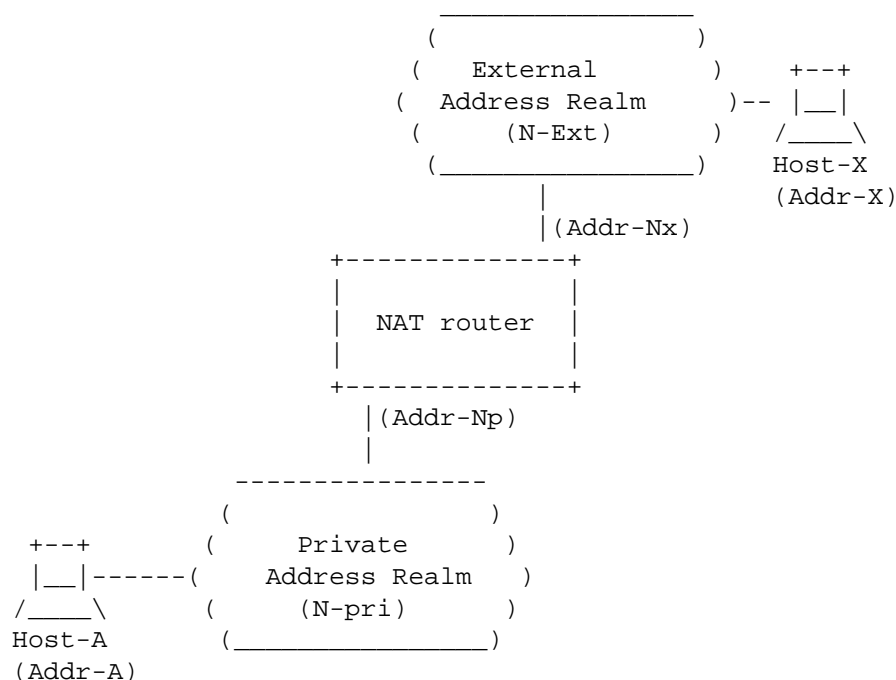 External
Address Realm
(N-Ext)
Host-X
(Addr-X)
(Addr-Nx)
NAT router
(Addr-Np)
Private
Address Realm
(N-pri)
Host-A
(Addr-A)